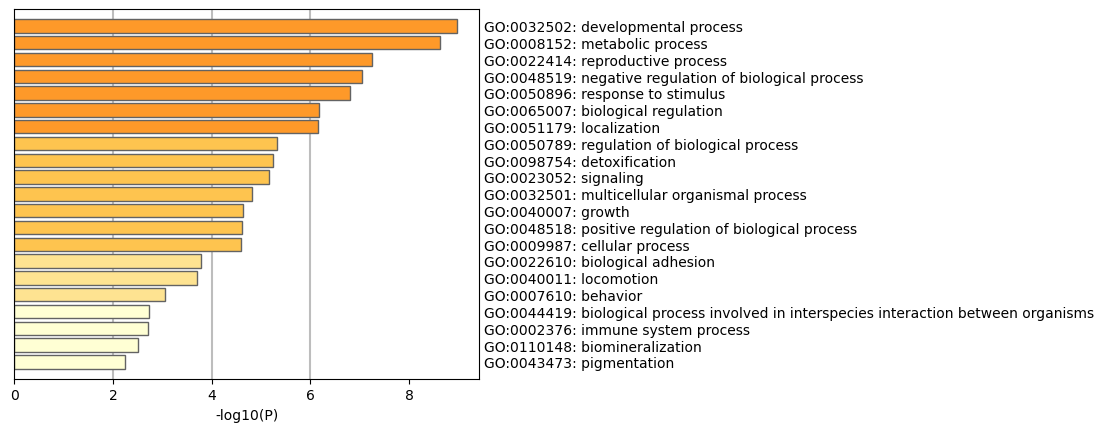 GO:0032502: developmental process
GO:0008152: metabolic process
GO:0022414: reproductive process
GO:0048519: negative regulation of biological process
GO:0050896: response to stimulus
GO:0065007: biological regulation
GO:0051179: localization
GO:0050789: regulation of biological process
GO:0098754: detoxification
GO:0023052: signaling
GO:0032501: multicellular organismal process
GO:0040007: growth
GO:0048518: positive regulation of biological process
GO:0009987: cellular process
GO:0022610: biological adhesion
GO:0040011: locomotion
GO:0007610: behavior
GO:0044419: biological process involved in interspecies interaction between organisms
GO:0002376: immune system process
GO:0110148: biomineralization
GO:0043473: pigmentation
0 2 4 6 8
-log10(P)